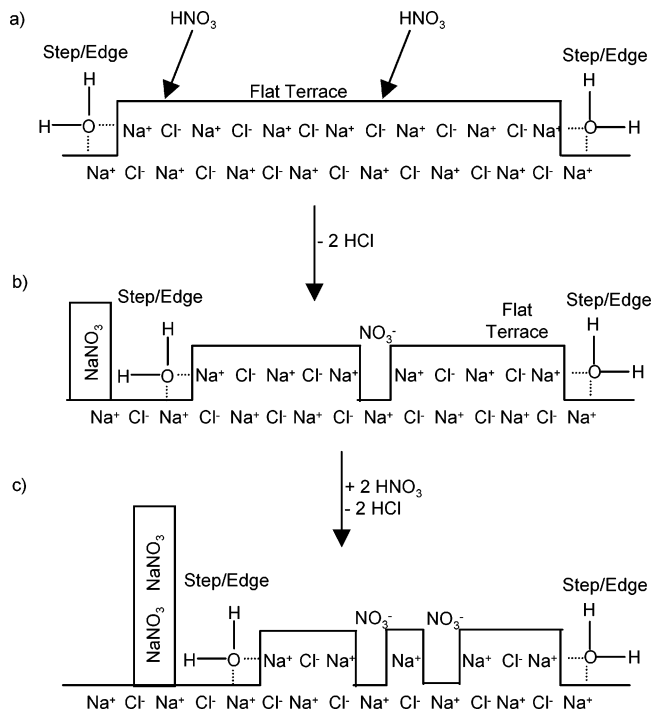 a)
HNO₃ HNO₃
Step/Edge Step/Edge
H H
Flat Terrace
H O Na⁺ Cl⁻ Na⁺ Cl⁻ Na⁺ Cl⁻ Na⁺ Cl⁻ Na⁺ Cl⁻ Na⁺ Cl⁻ Na⁺ O H
Na⁺ Cl⁻ Na⁺ Cl⁻ Na⁺ Cl⁻ Na⁺ Cl⁻ Na⁺ Cl⁻ Na⁺ Cl⁻ Na⁺ Cl⁻ Na⁺
- 2 HCl
b)
Step/Edge Flat Step/Edge
Terrace
H NO₃⁻ H
NaNO₃
H O Na⁺ Cl⁻ Na⁺ Cl⁻ Na⁺ Na⁺ Cl⁻ Na⁺ Cl⁻ Na⁺ O H
Na⁺ Cl⁻ Na⁺ Cl⁻ Na⁺ Cl⁻ Na⁺ Cl⁻ Na⁺ Cl⁻ Na⁺ Cl⁻ Na⁺ Cl⁻ Na⁺
+ 2 HNO₃
- 2 HCl
c)
NaNO₃ NaNO₃
Step/Edge Step/Edge
H NO₃⁻ NO₃⁻ H
H O Na⁺ Cl⁻ Na⁺ Na⁺ Na⁺ Cl⁻ Na⁺ O H
Na⁺ Cl⁻ Na⁺ Cl⁻ Na⁺ Cl⁻ Na⁺ Cl⁻ Na⁺ Cl⁻ Na⁺ Cl⁻ Na⁺ Cl⁻ Na⁺